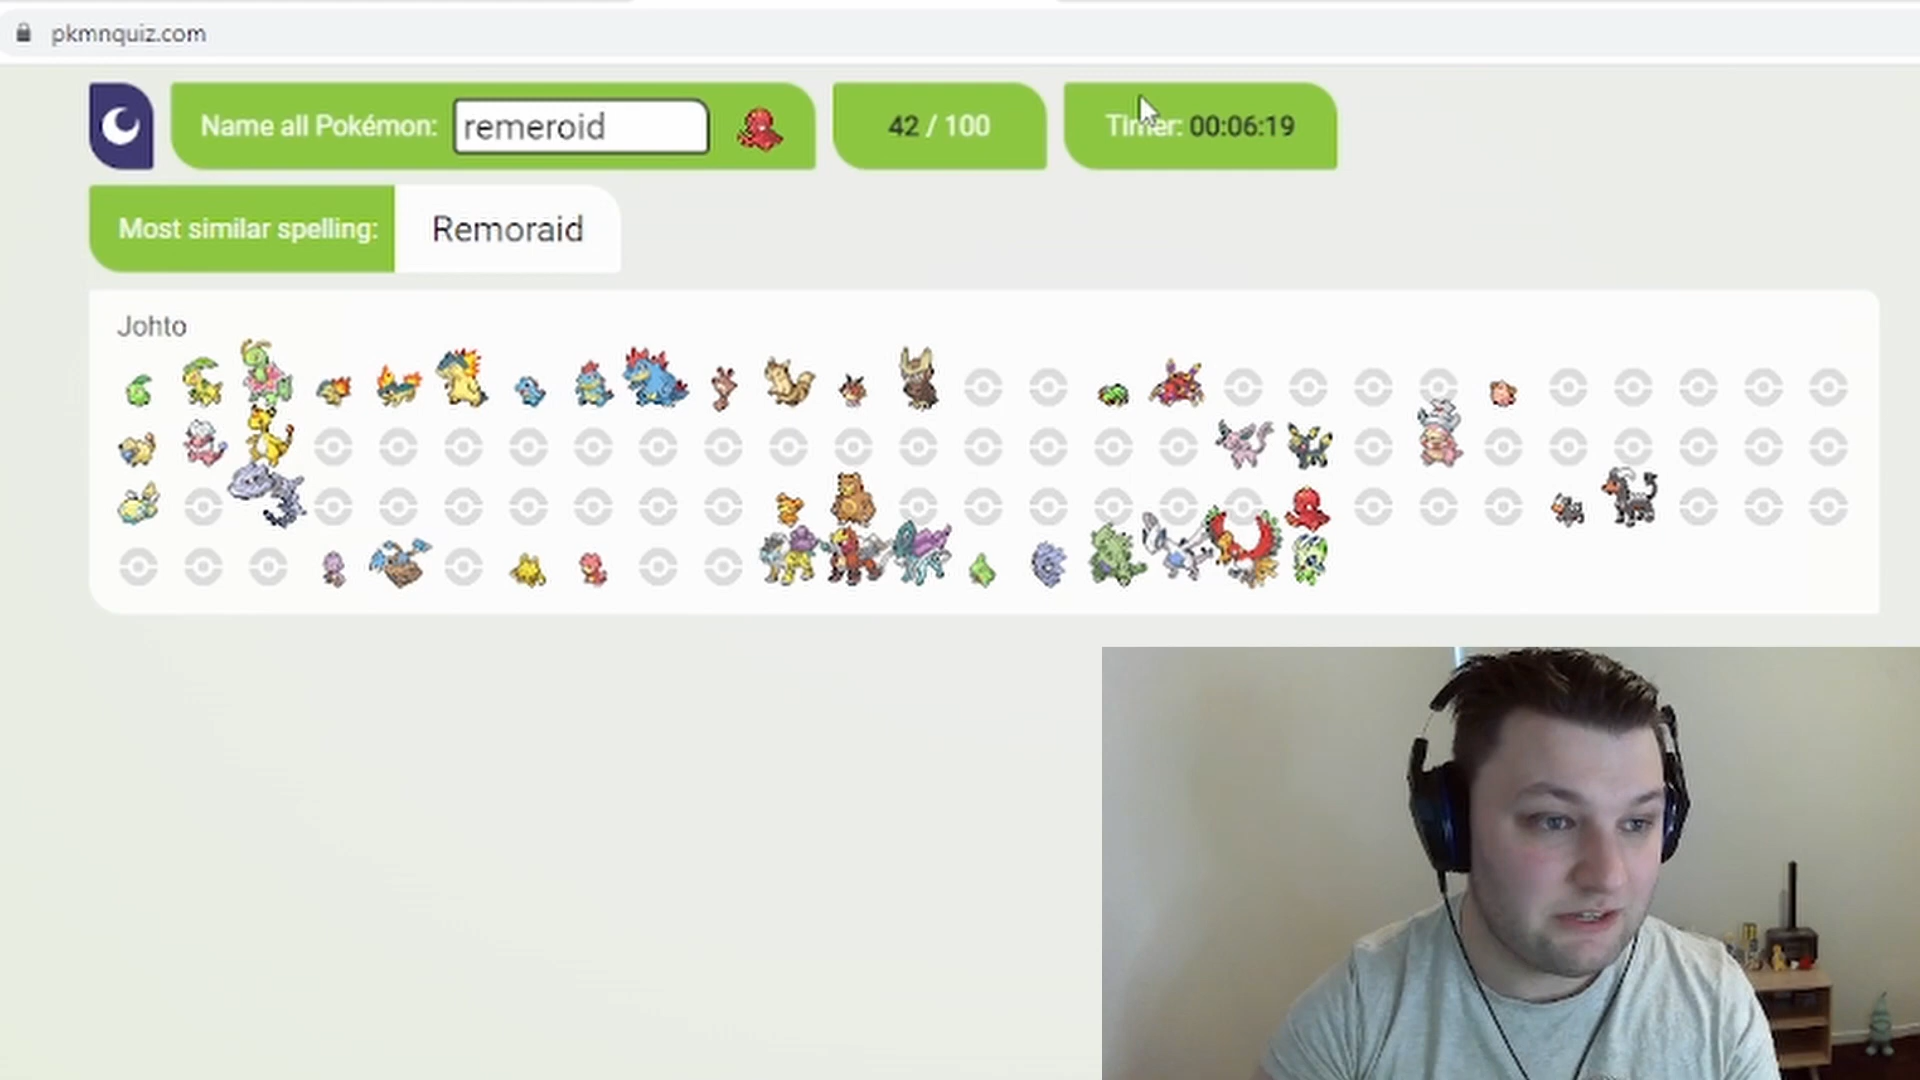 pkmnquiz.com
Name all Pokémon: remeroid
42 / 100
Timer: 00:06:19
Most similar spelling: Remoraid
Johto